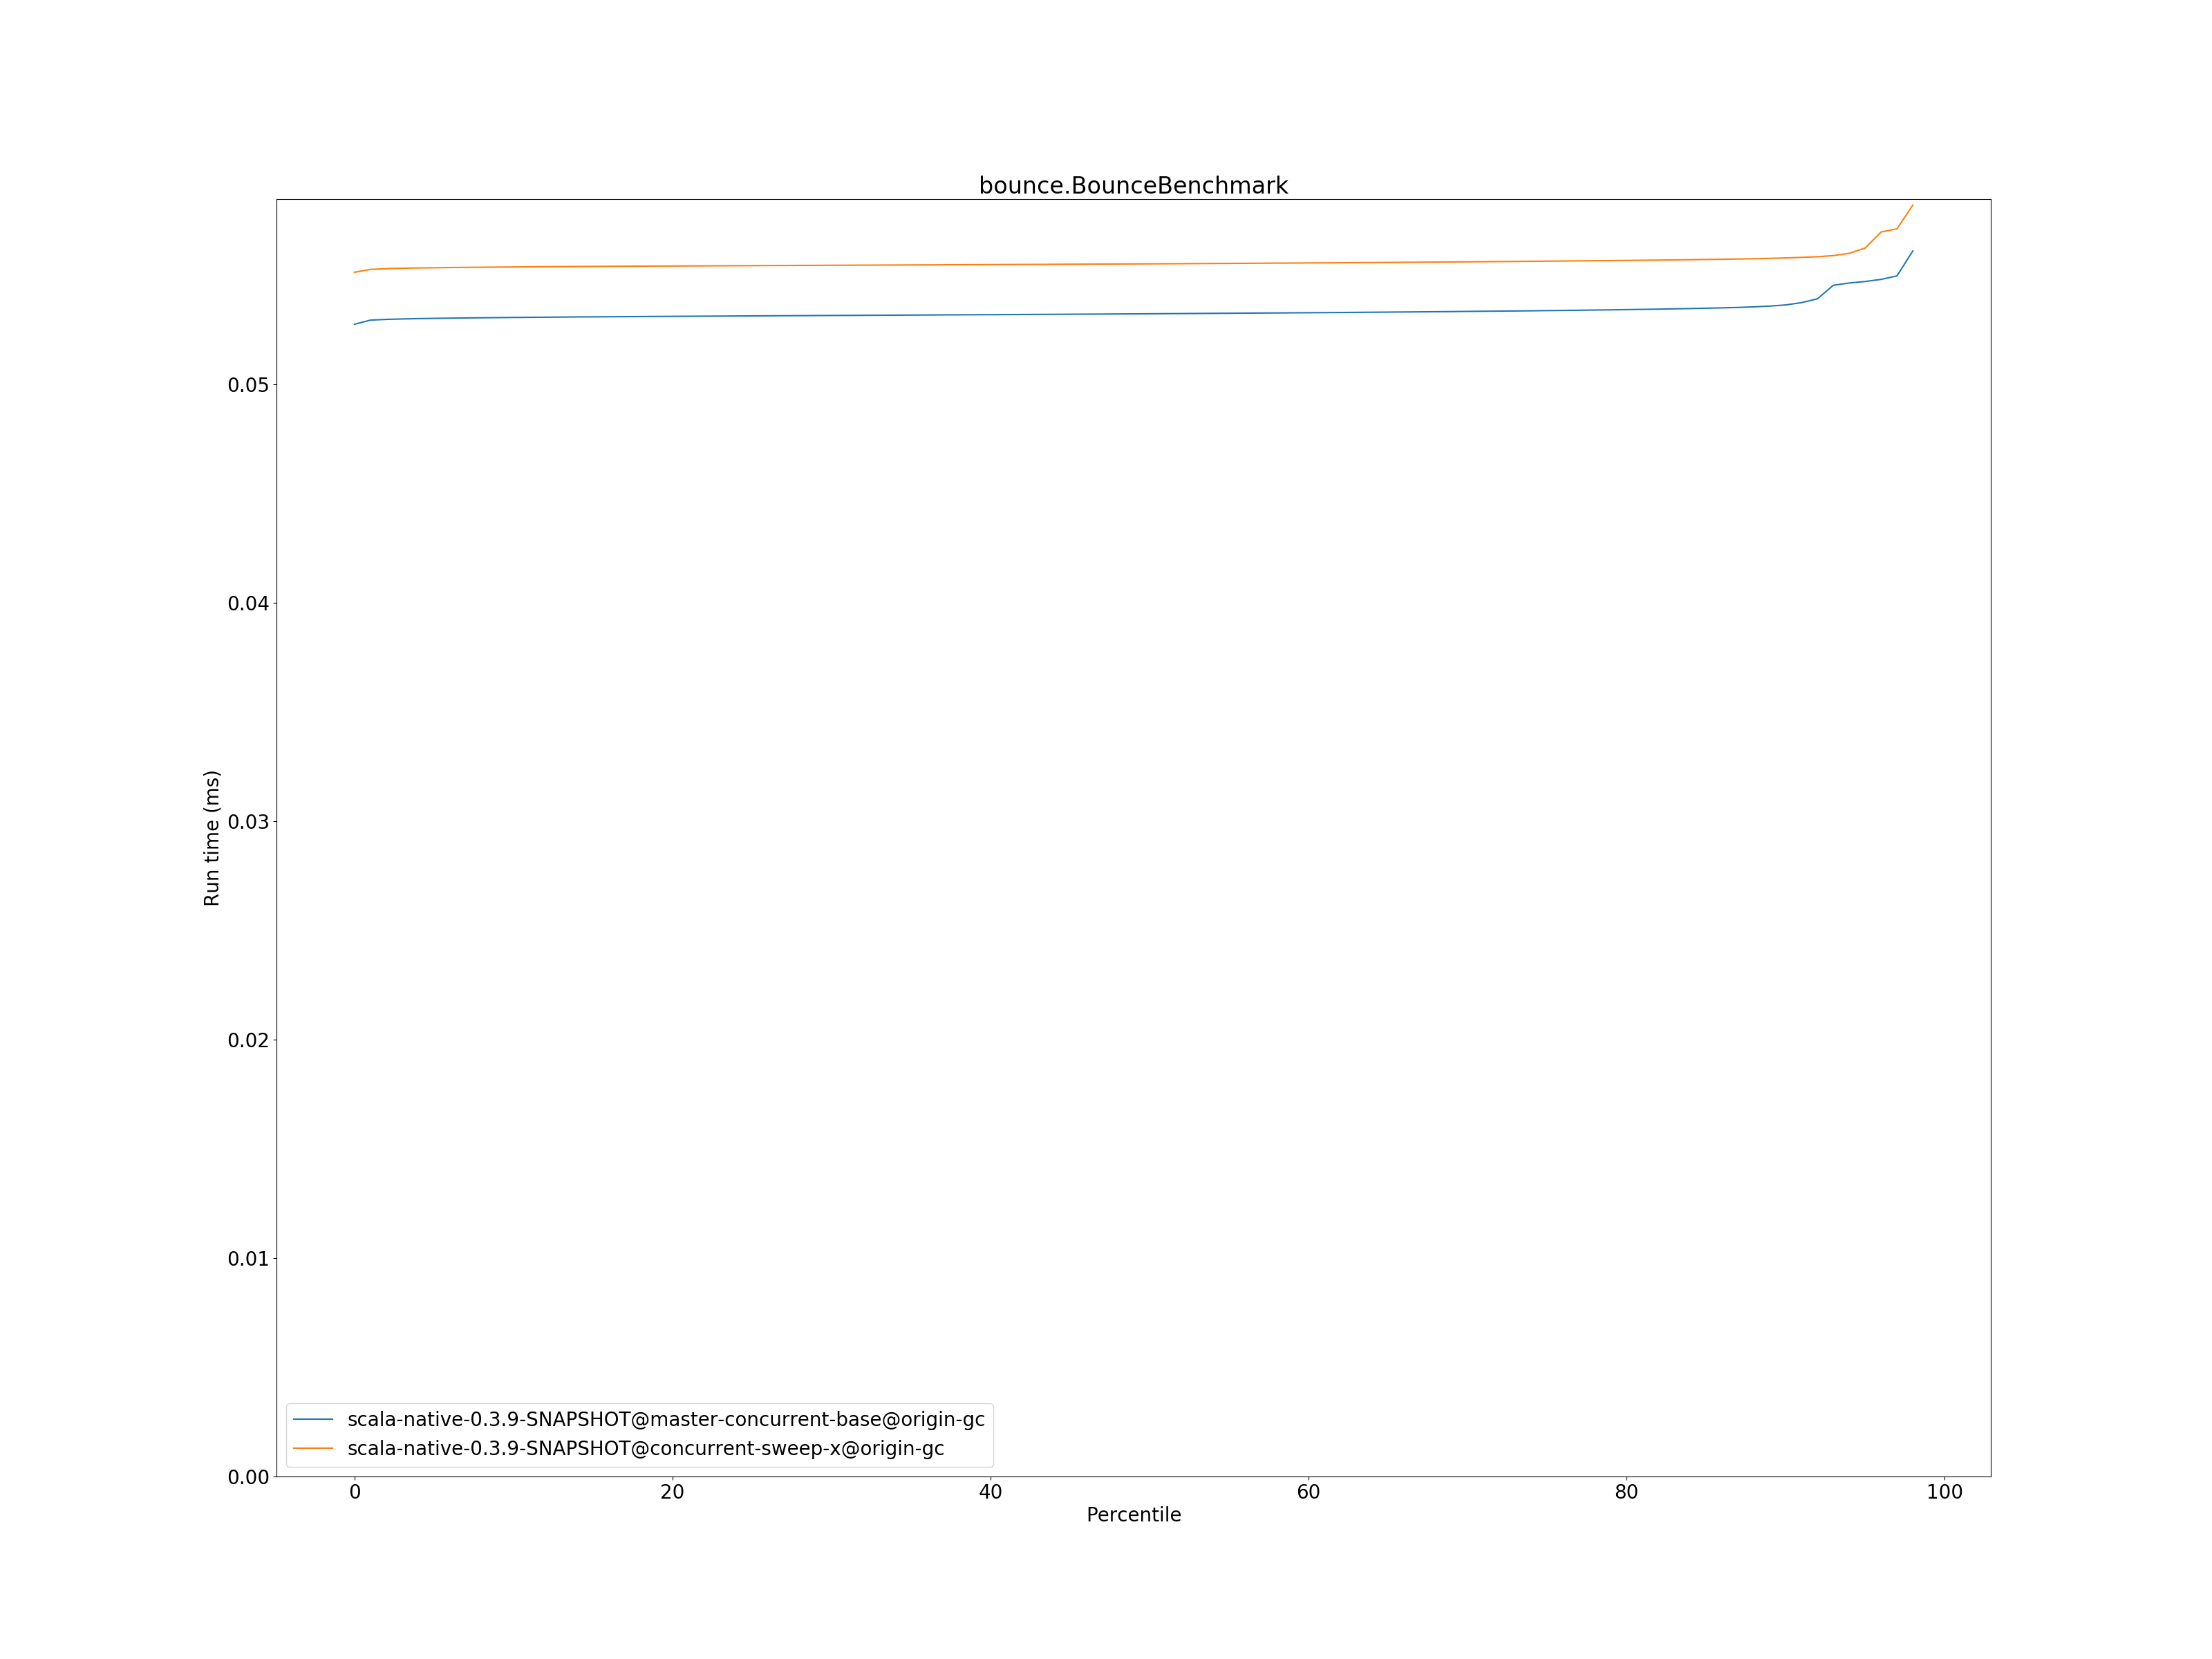 bounce.BounceBenchmark
Run time (ms)
0.05
0.04
0.03
0.02
0.01
0.00
scala-native-0.3.9-SNAPSHOT@master-concurrent-base@origin-gc
scala-native-0.3.9-SNAPSHOT@concurrent-sweep-x@origin-gc
0 20 40 60 80 100
Percentile